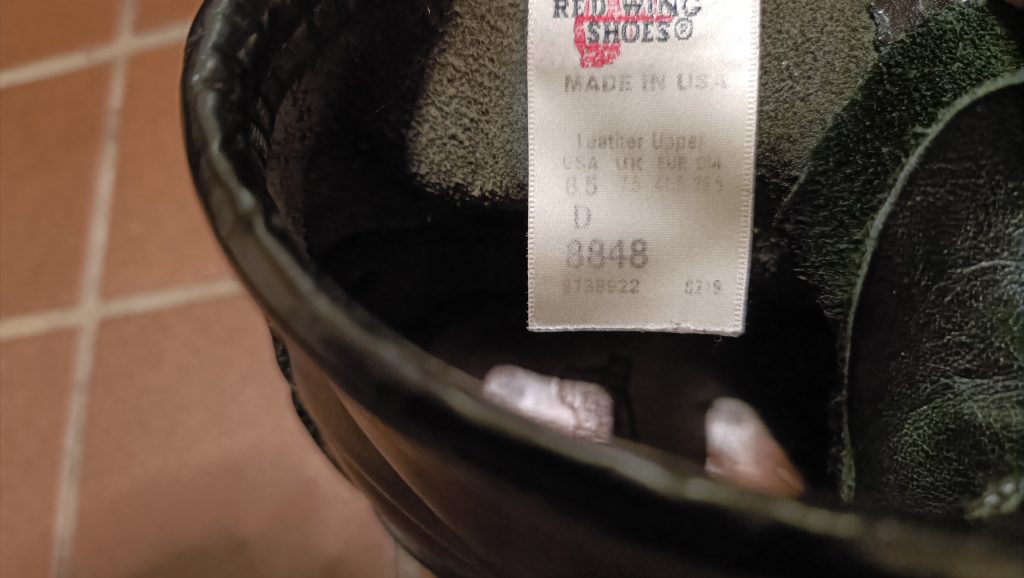 RED WING
SHOES®
MADE IN USA
Leather Upper
USA UK EUR CM
8.5
D
8848
0219